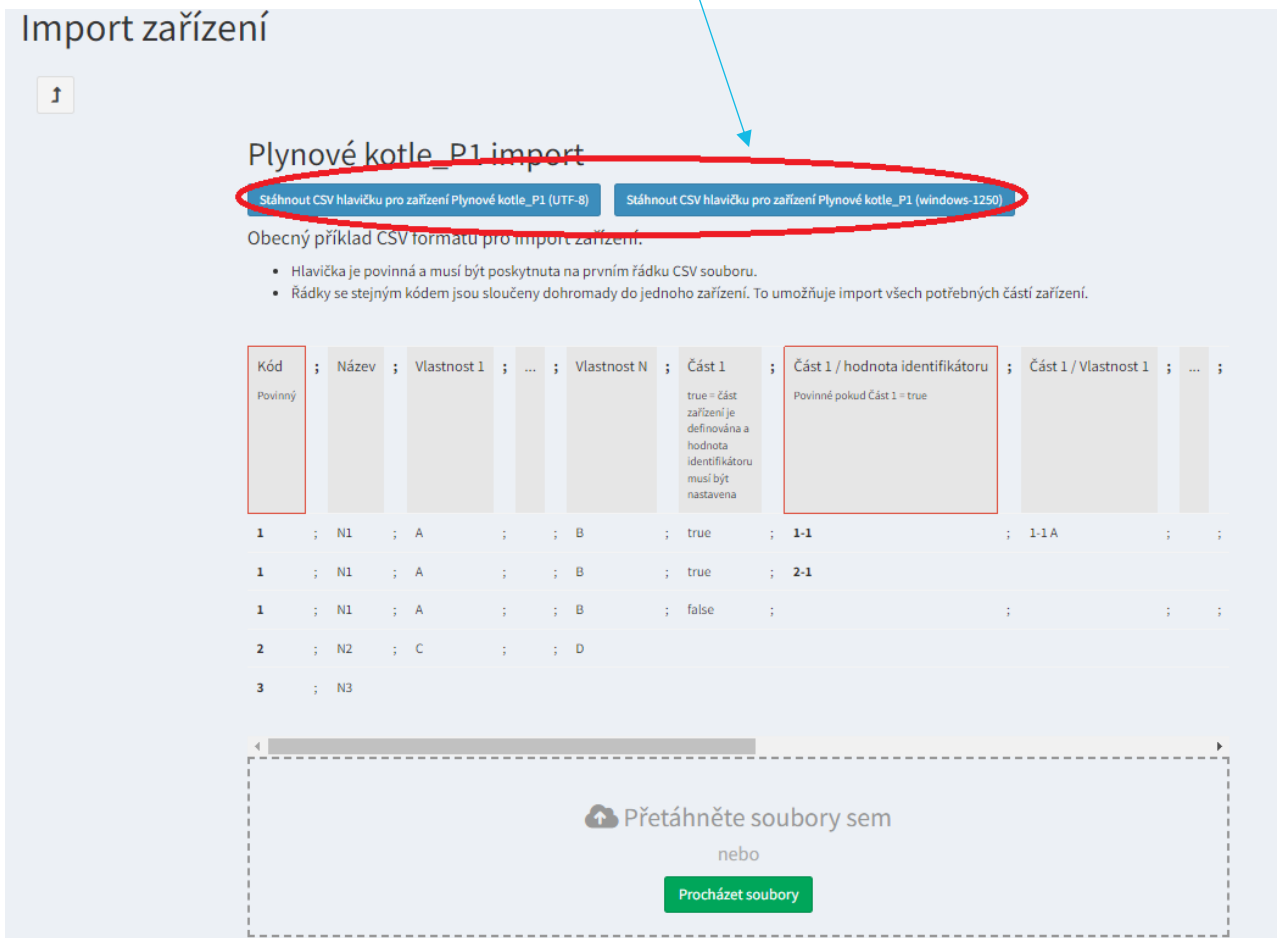 Import zařízení
Plynové kotle_P1 import
Stáhnout CSV hlavičku pro zařízení Plynové kotle_P1 (UTF-8) Stáhnout CSV hlavičku pro zařízení Plynové kotle_P1 (windows-1250)
Obecný příklad CSV formátu pro import zařízení:
• Hlavička je povinná a musí být poskytnuta na prvním řádku CSV souboru.
• Řádky se stejným kódem jsou sloučeny dohromady do jednoho zařízení. To umožňuje import všech potřebných částí zařízení.
Kód ; Název ; Vlastnost 1 ; ... ; Vlastnost N ; Část 1 ; Část 1 / hodnota identifikátoru ; Část 1 / Vlastnost 1 ; ... ;
Povinný true = část Povinné pokud Část 1 = true
zařízení je
definována a
hodnota
identifikátoru
musí být
nastavena
1 ; N1 ; A ; ; B ; true ; 1-1 ; 1-1 A ; ;
1 ; N1 ; A ; ; B ; true ; 2-1
1 ; N1 ; A ; ; B ; false ; ; ; ;
2 ; N2 ; C ; ; D
3 ; N3
Přetáhněte soubory sem
nebo
Procházet soubory